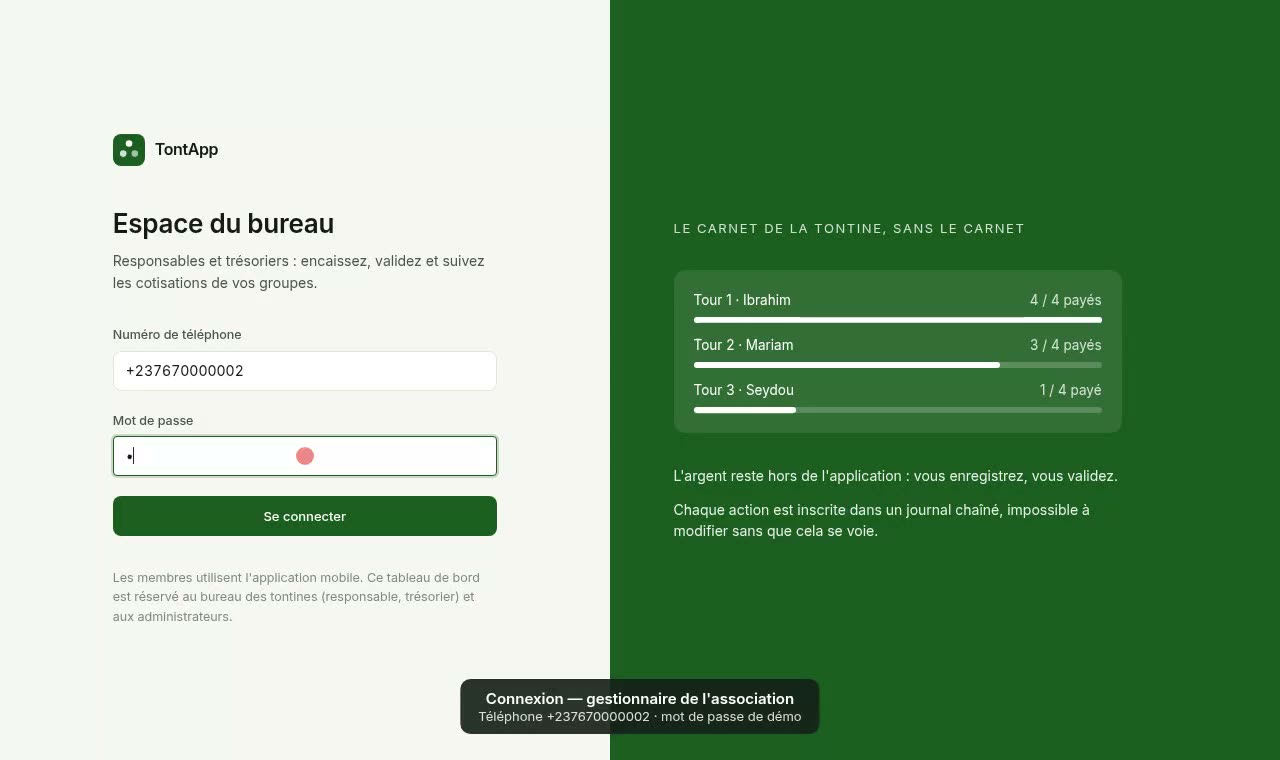 TontApp
Espace du bureau
Responsables et trésoriers : encaissez, validez et suivez
les cotisations de vos groupes.
Numéro de téléphone
+237670000002
Mot de passe
•
Se connecter
Les membres utilisent l'application mobile. Ce tableau de bord
est réservé au bureau des tontines (responsable, trésorier) et
aux administrateurs.
LE CARNET DE LA TONTINE, SANS LE CARNET
Tour 1 · Ibrahim 4 / 4 payés
Tour 2 · Mariam 3 / 4 payés
Tour 3 · Seydou 1 / 4 payé
L'argent reste hors de l'application : vous enregistrez, vous validez.
Chaque action est inscrite dans un journal chaîné, impossible à
modifier sans que cela se voie.
Connexion — gestionnaire de l'association
Téléphone +237670000002 · mot de passe de démo